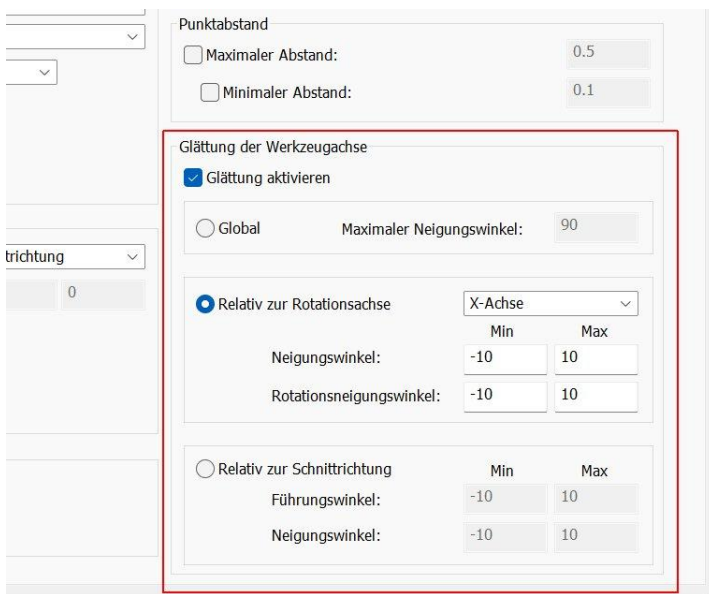 Punktabstand
Maximaler Abstand: 0.5
Minimaler Abstand: 0.1
Glättung der Werkzeugachse
Glättung aktivieren
Global Maximaler Neigungswinkel: 90
trichtung
0
Relativ zur Rotationsachse X-Achse
Min Max
Neigungswinkel: -10 10
Rotationsneigungswinkel: -10 10
Relativ zur Schnittrichtung Min Max
Führungswinkel: -10 10
Neigungswinkel: -10 10